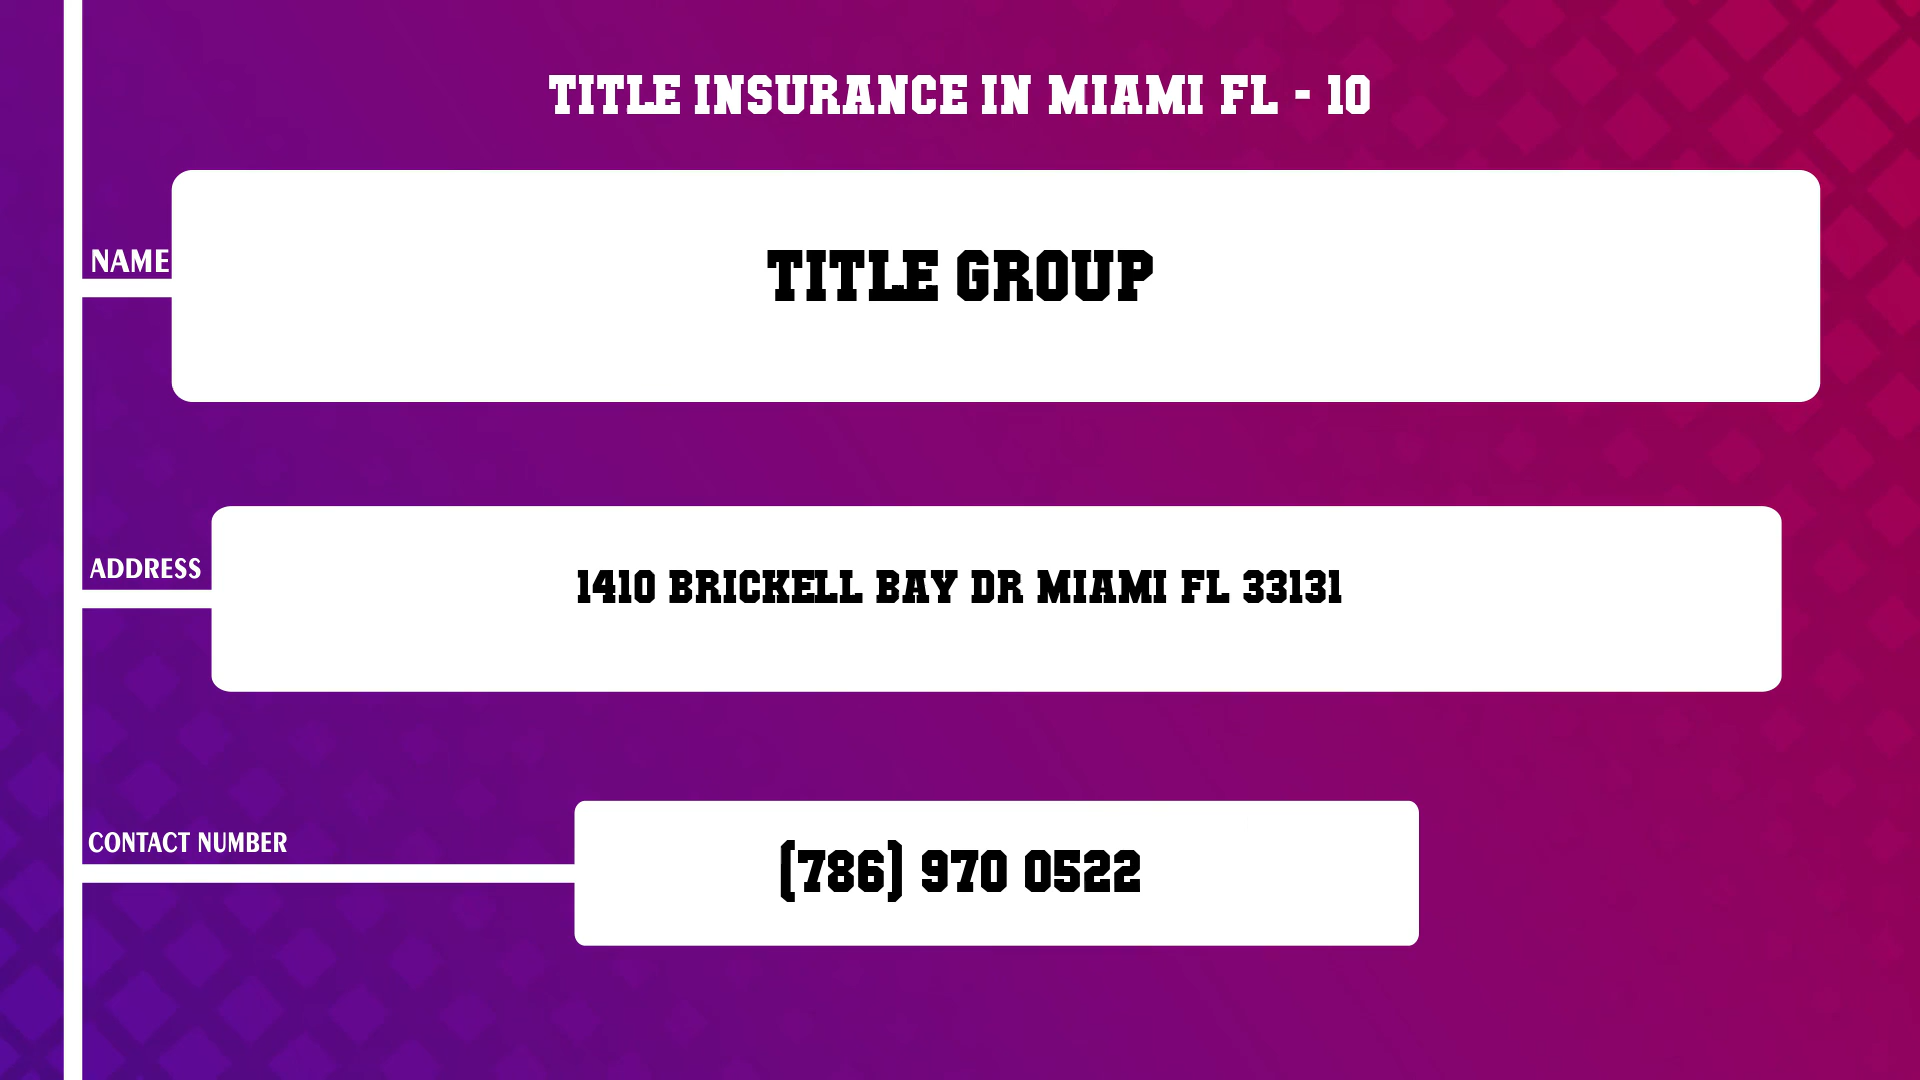 TITLE INSURANCE IN MIAMI FL - 10
NAME
TITLE GROUP
ADDRESS
1410 BRICKELL BAY DR MIAMI FL 33131
CONTACT NUMBER
(786) 970 0522